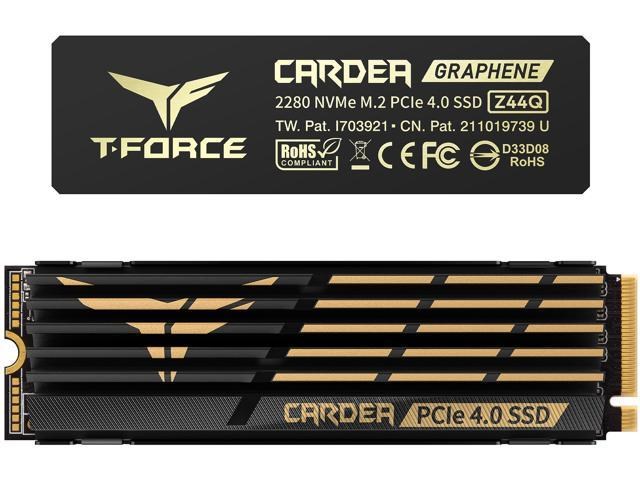 T-FORCE
CARDEA GRAPHENE
2280 NVMe M.2 PCIe 4.0 SSD Z44Q
TW. Pat. I703921 • CN. Pat. 211019739 U
RoHS
COMPLIANT
CE FC
D33D08
RoHS
CARDEA PCIe 4.0 SSD